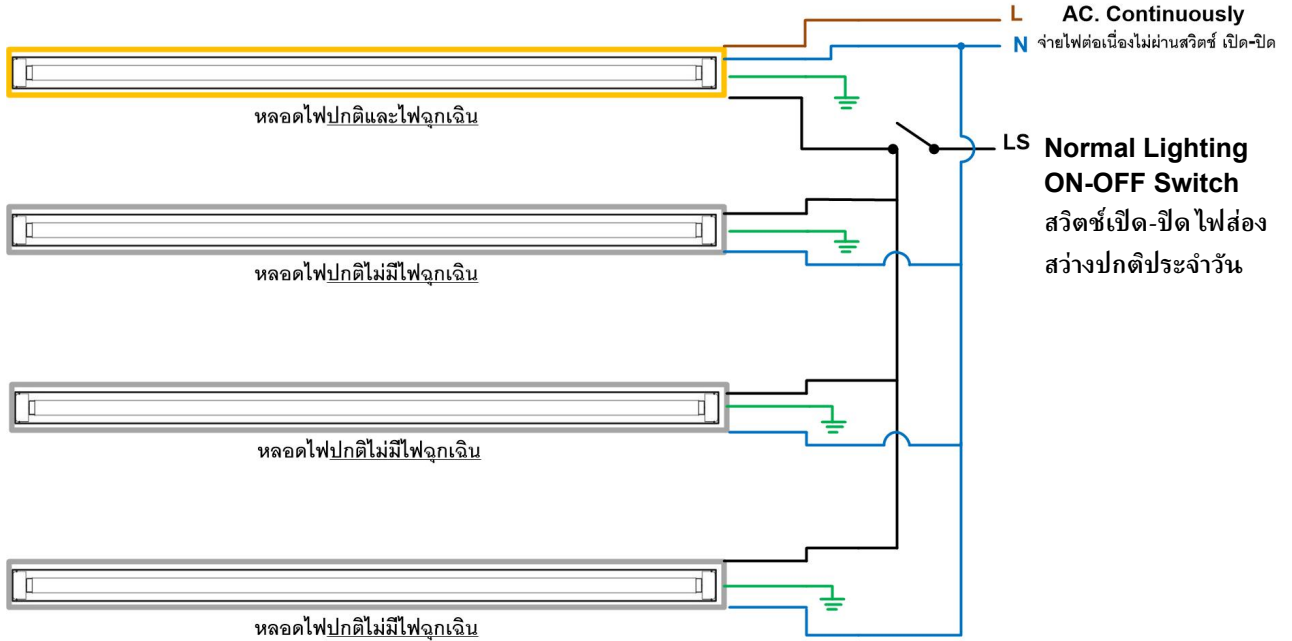 L AC. Continuously
N จ่ายไฟต่อเนื่องไม่ผ่านสวิตช์ เปิด-ปิด
หลอดไฟปกติและไฟฉุกเฉิน
LS Normal Lighting
ON-OFF Switch
สวิตช์เปิด-ปิด ไฟส่อง
สว่างปกติประจำวัน
หลอดไฟปกติไม่มีไฟฉุกเฉิน
หลอดไฟปกติไม่มีไฟฉุกเฉิน
หลอดไฟปกติไม่มีไฟฉุกเฉิน